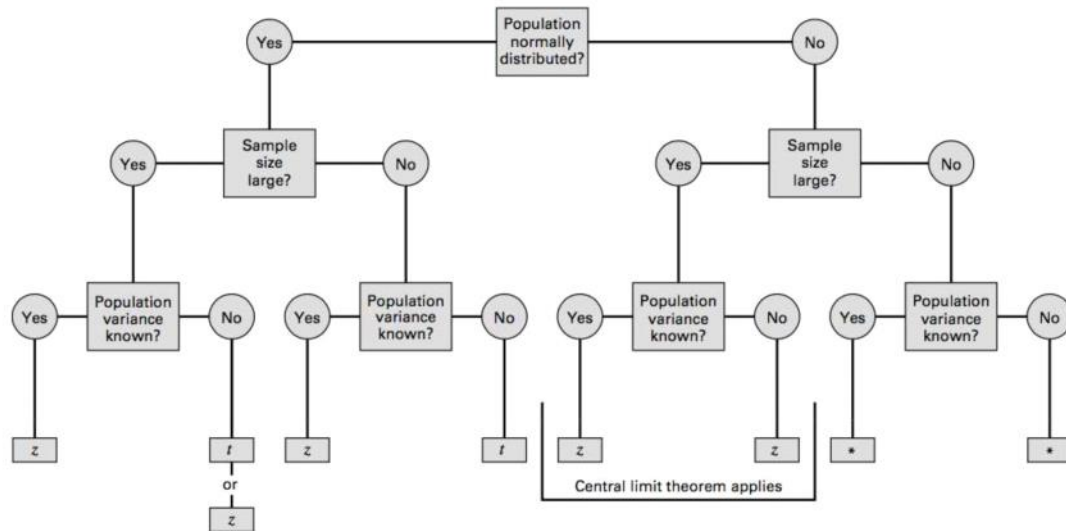 Population
normally
distributed?
Yes
No
Sample
size
large?
Yes
No
Sample
size
large?
Yes
No
Population
variance
known?
Yes
No
Population
variance
known?
Yes
No
Population
variance
known?
Yes
No
Population
variance
known?
Yes
No
z
t
or
z
z
t
z
z
Central limit theorem applies
*
*